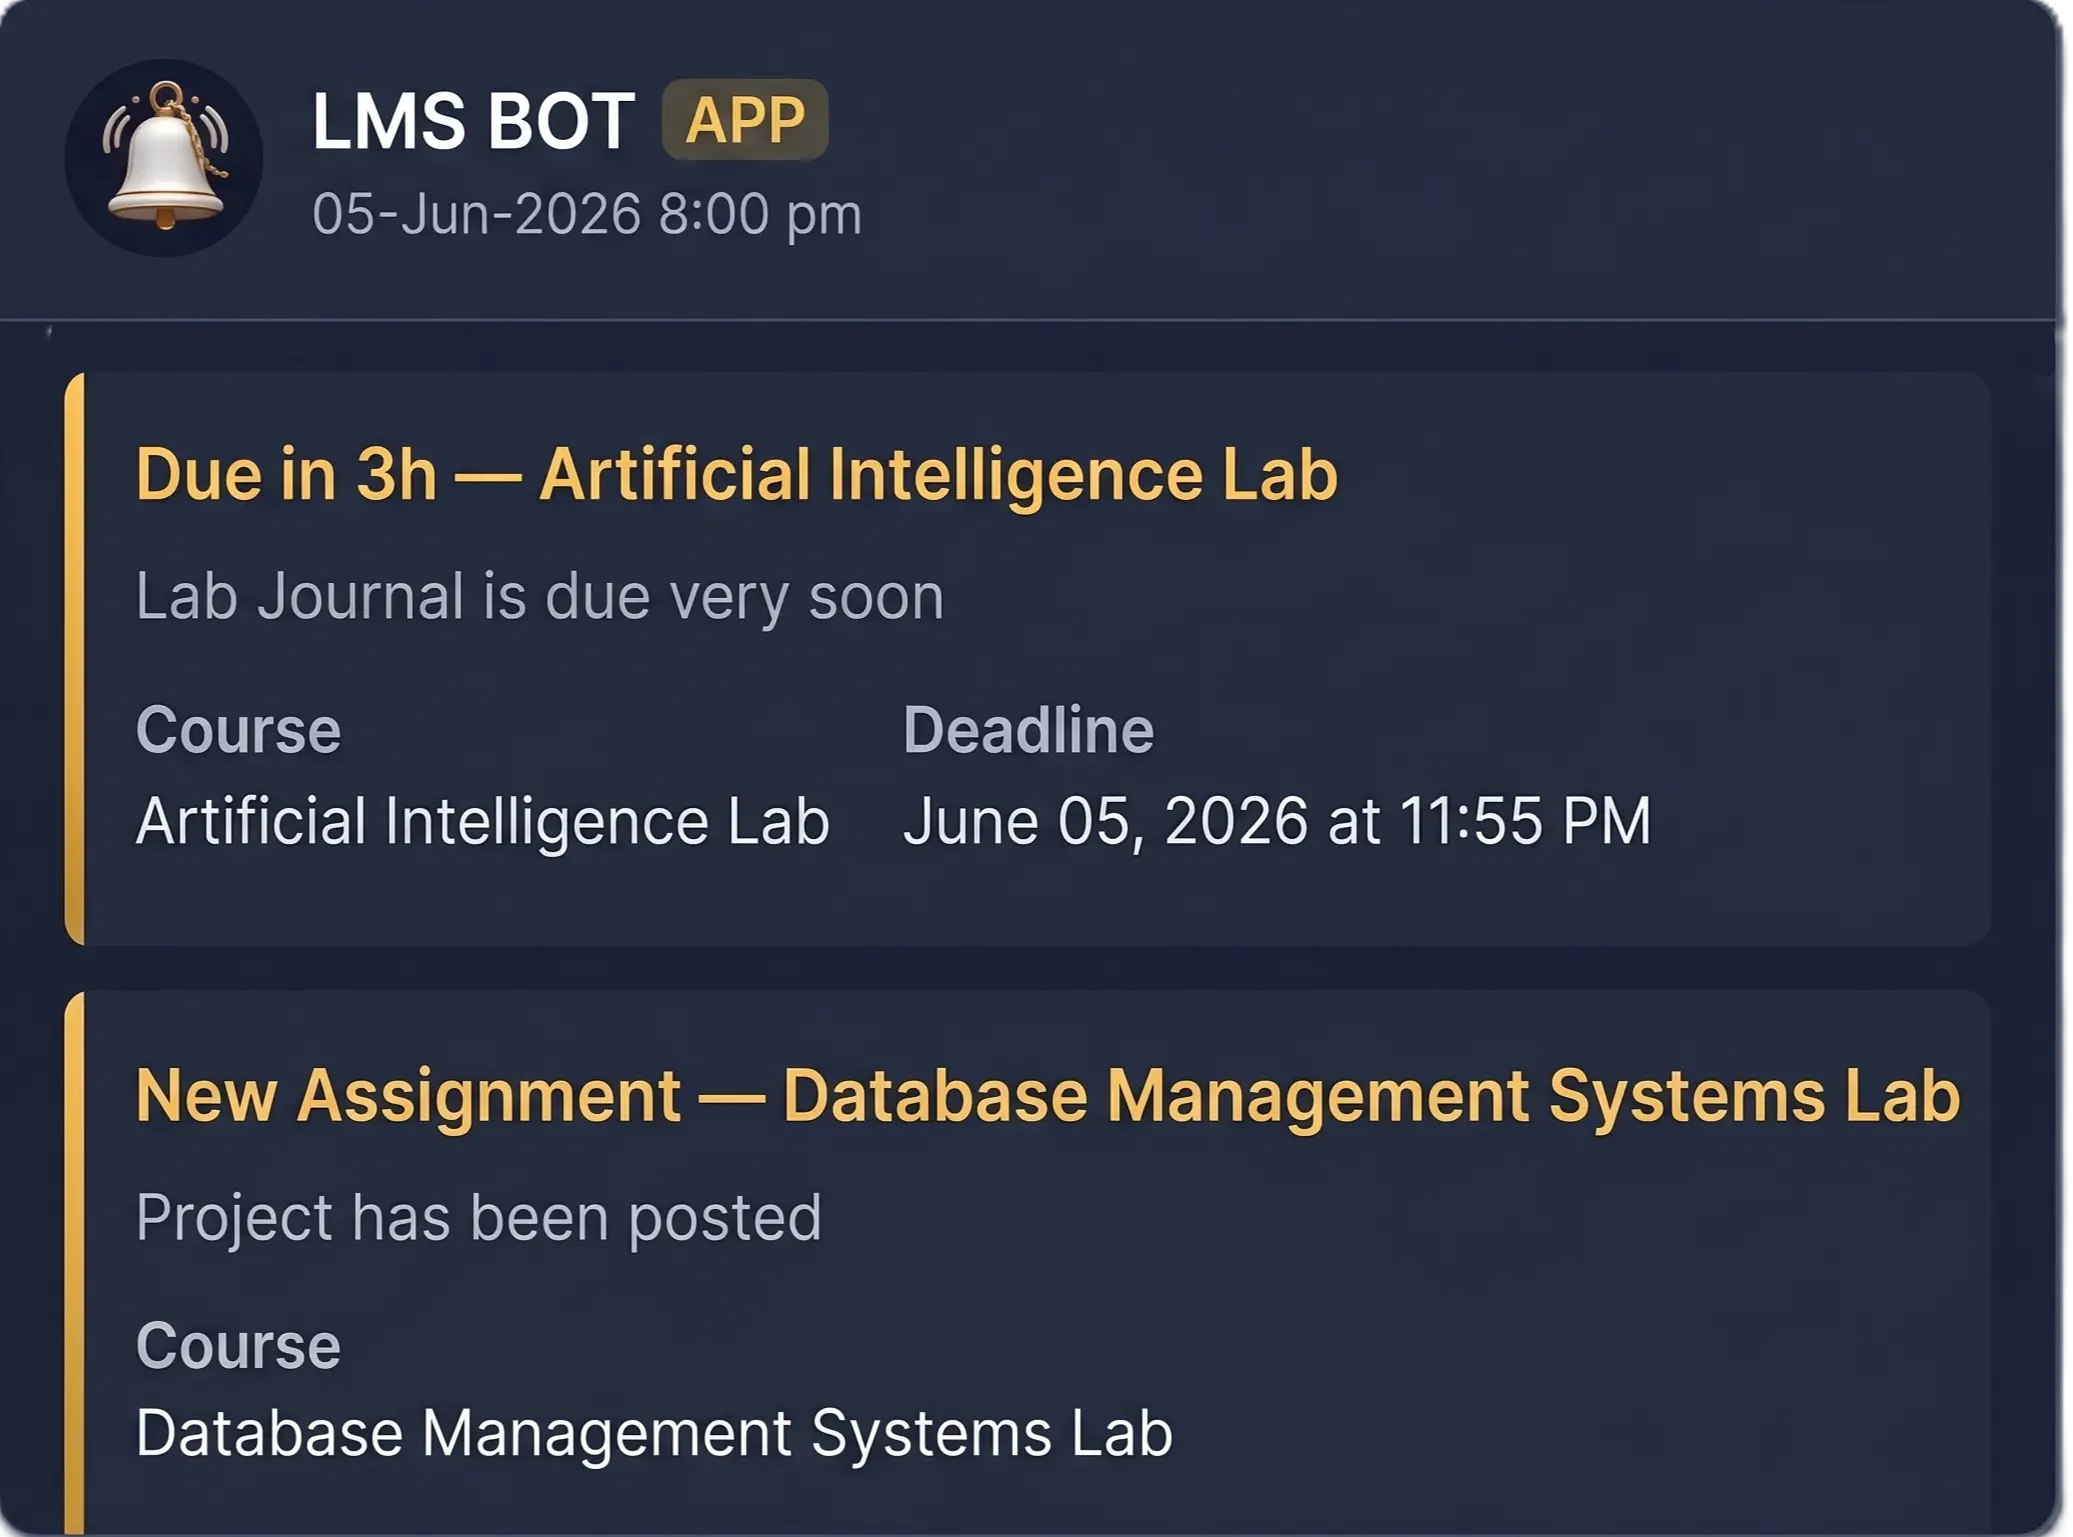 LMS BOT APP
05-Jun-2026 8:00 pm
Due in 3h — Artificial Intelligence Lab
Lab Journal is due very soon
Course Deadline
Artificial Intelligence Lab June 05, 2026 at 11:55 PM
New Assignment — Database Management Systems Lab
Project has been posted
Course
Database Management Systems Lab